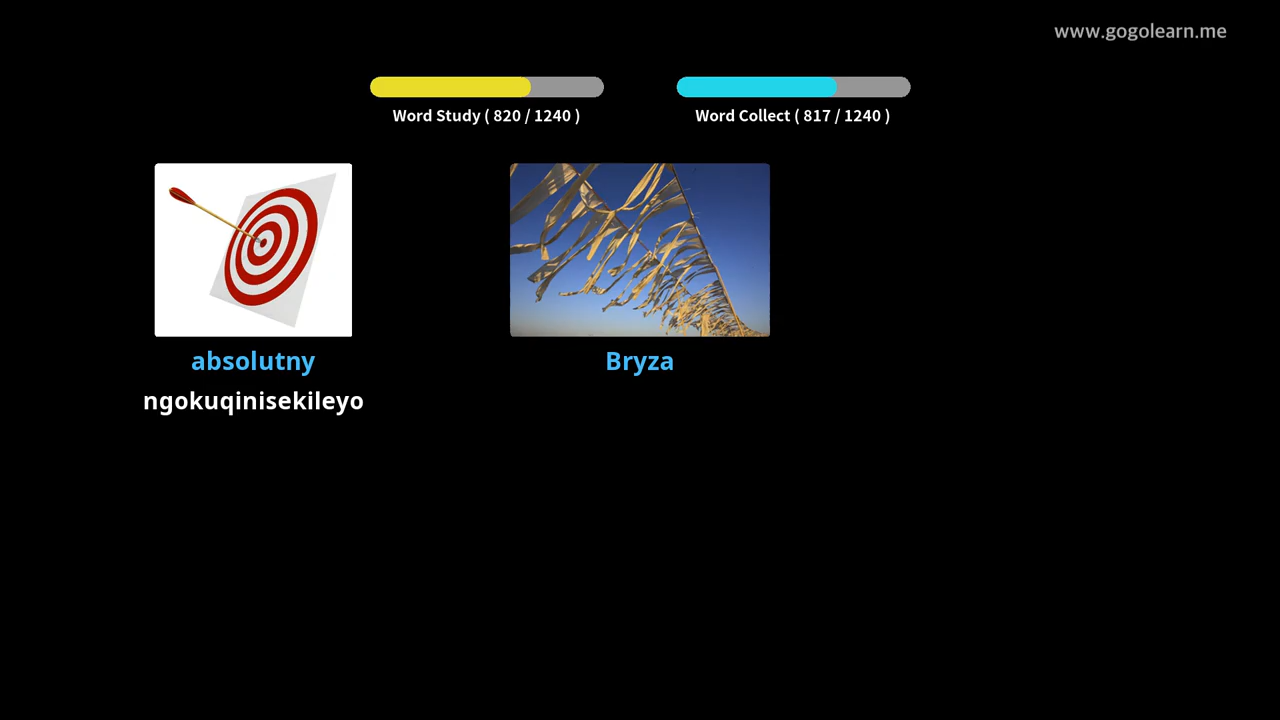 www.gogolearn.me
Word Study ( 820 / 1240 )
Word Collect ( 817 / 1240 )
absolutny
Bryza
ngokuqinisekileyo